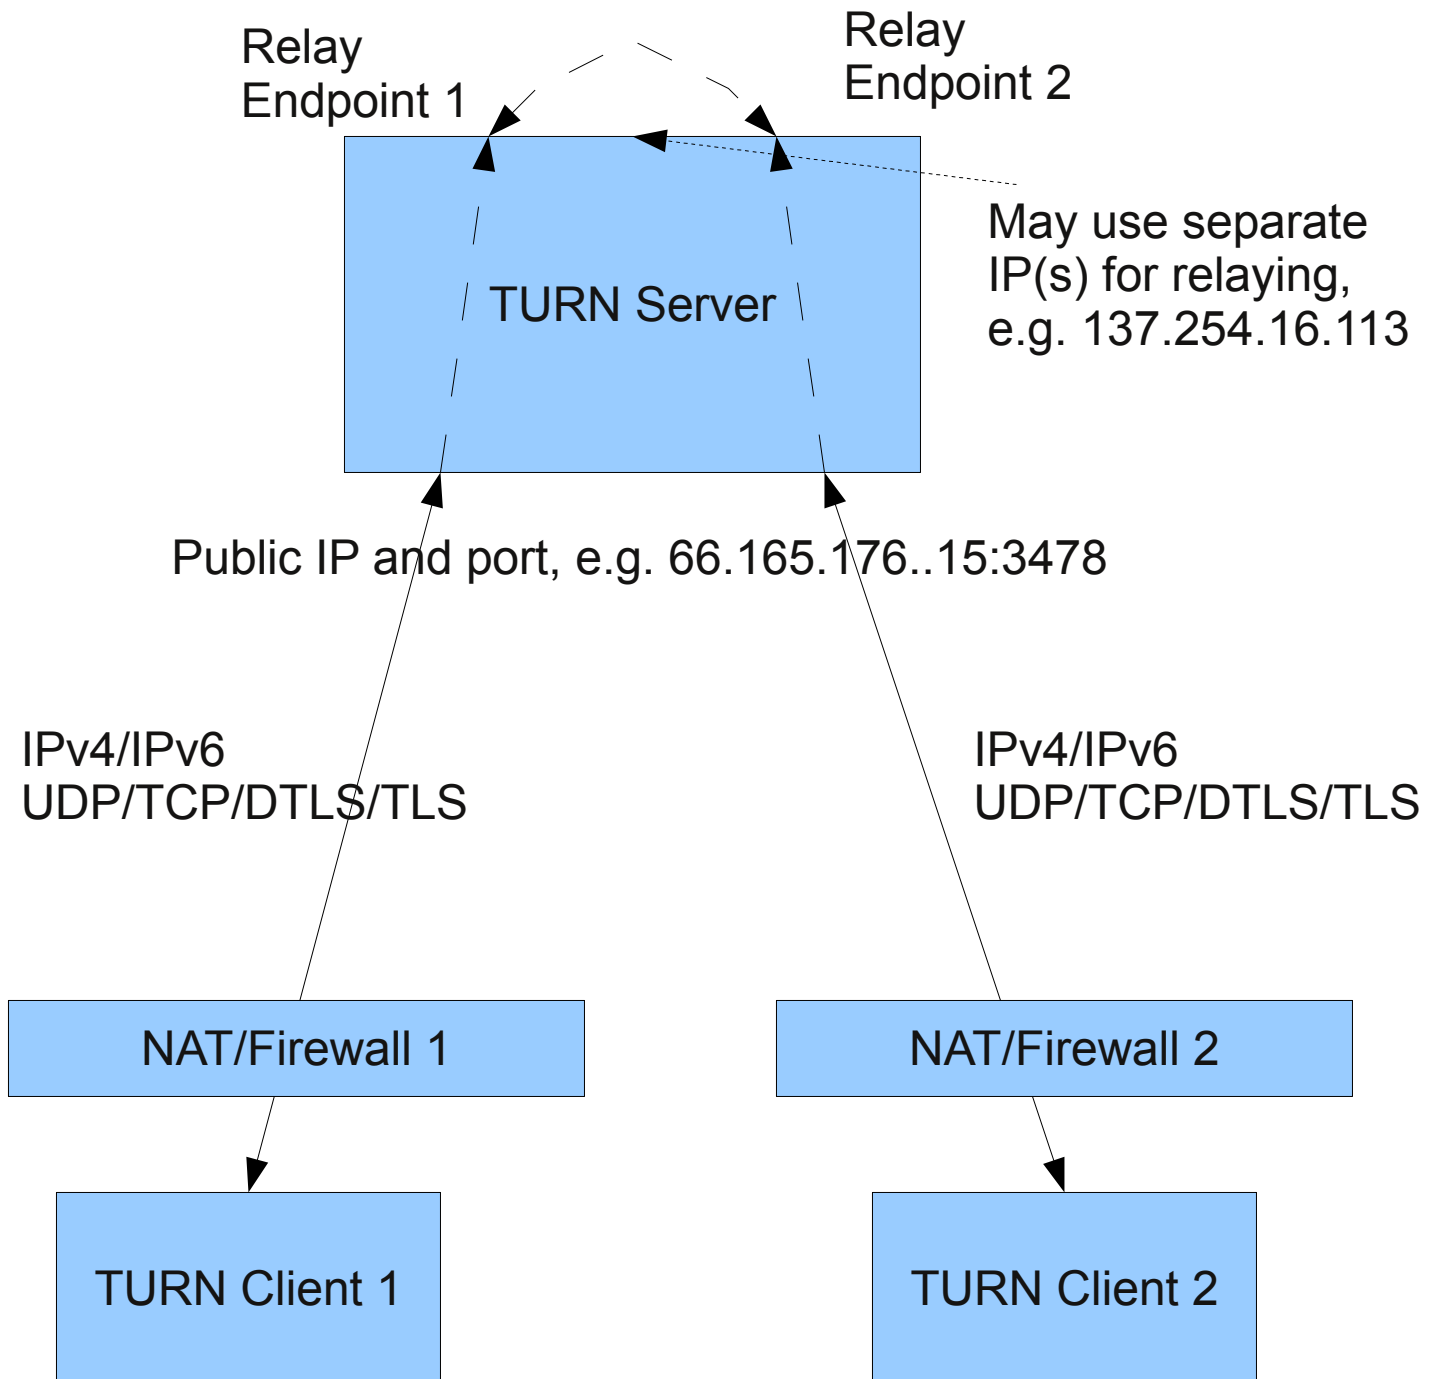 Relay
Endpoint 1
Relay
Endpoint 2
May use separate
IP(s) for relaying,
e.g. 137.254.16.113
TURN Server
Public IP and port, e.g. 66.165.176..15:3478
IPv4/IPv6
UDP/TCP/DTLS/TLS
IPv4/IPv6
UDP/TCP/DTLS/TLS
NAT/Firewall 1
NAT/Firewall 2
TURN Client 1
TURN Client 2